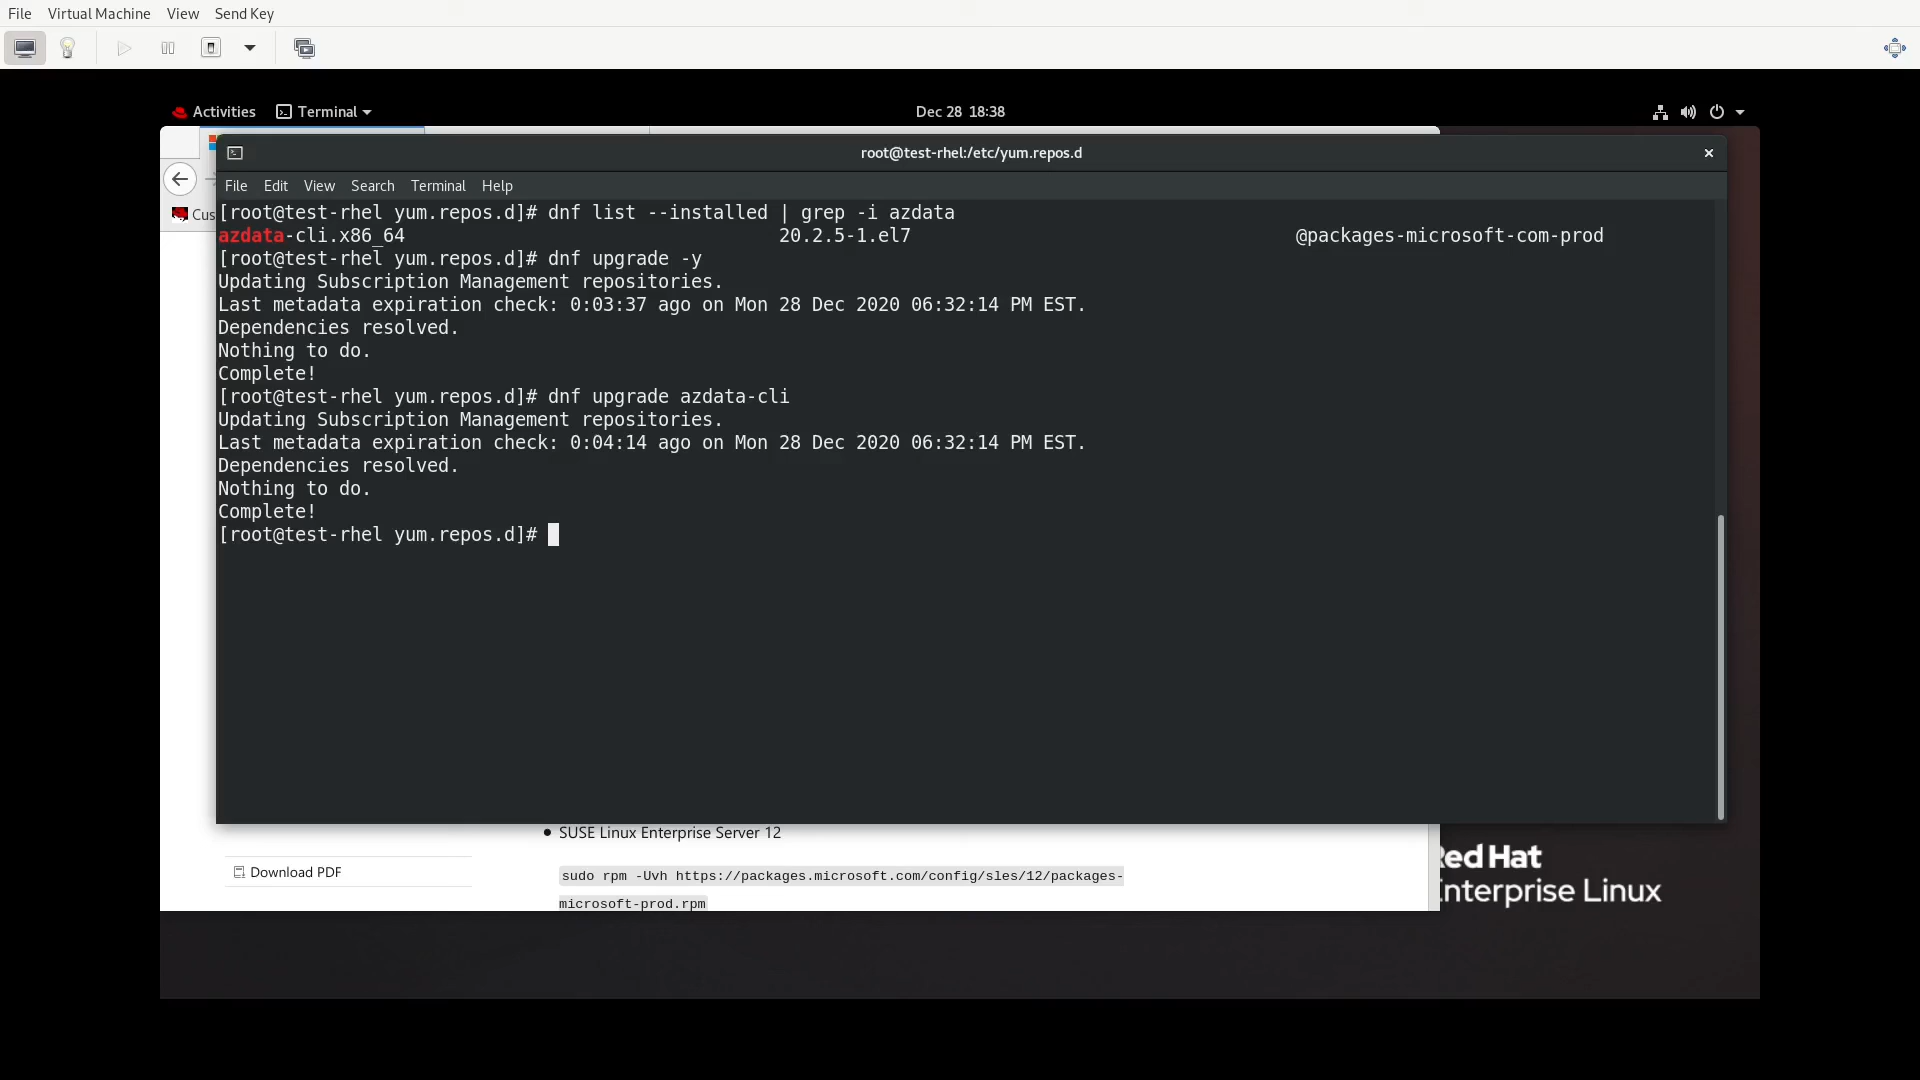 File Virtual Machine View Send Key
Activities Terminal Dec 28 18:38
root@test-rhel:/etc/yum.repos.d
File Edit View Search Terminal Help
Cus
[root@test-rhel yum.repos.d]# dnf list --installed | grep -i azdata
azdata-cli.x86_64 20.2.5-1.el7 @packages-microsoft-com-prod
[root@test-rhel yum.repos.d]# dnf upgrade -y
Updating Subscription Management repositories.
Last metadata expiration check: 0:03:37 ago on Mon 28 Dec 2020 06:32:14 PM EST.
Dependencies resolved.
Nothing to do.
Complete!
[root@test-rhel yum.repos.d]# dnf upgrade azdata-cli
Updating Subscription Management repositories.
Last metadata expiration check: 0:04:14 ago on Mon 28 Dec 2020 06:32:14 PM EST.
Dependencies resolved.
Nothing to do.
Complete!
[root@test-rhel yum.repos.d]#
SUSE Linux Enterprise Server 12
Download PDF
sudo rpm -Uvh https://packages.microsoft.com/config/sles/12/packages-
microsoft-prod.rpm
Red Hat
Enterprise Linux